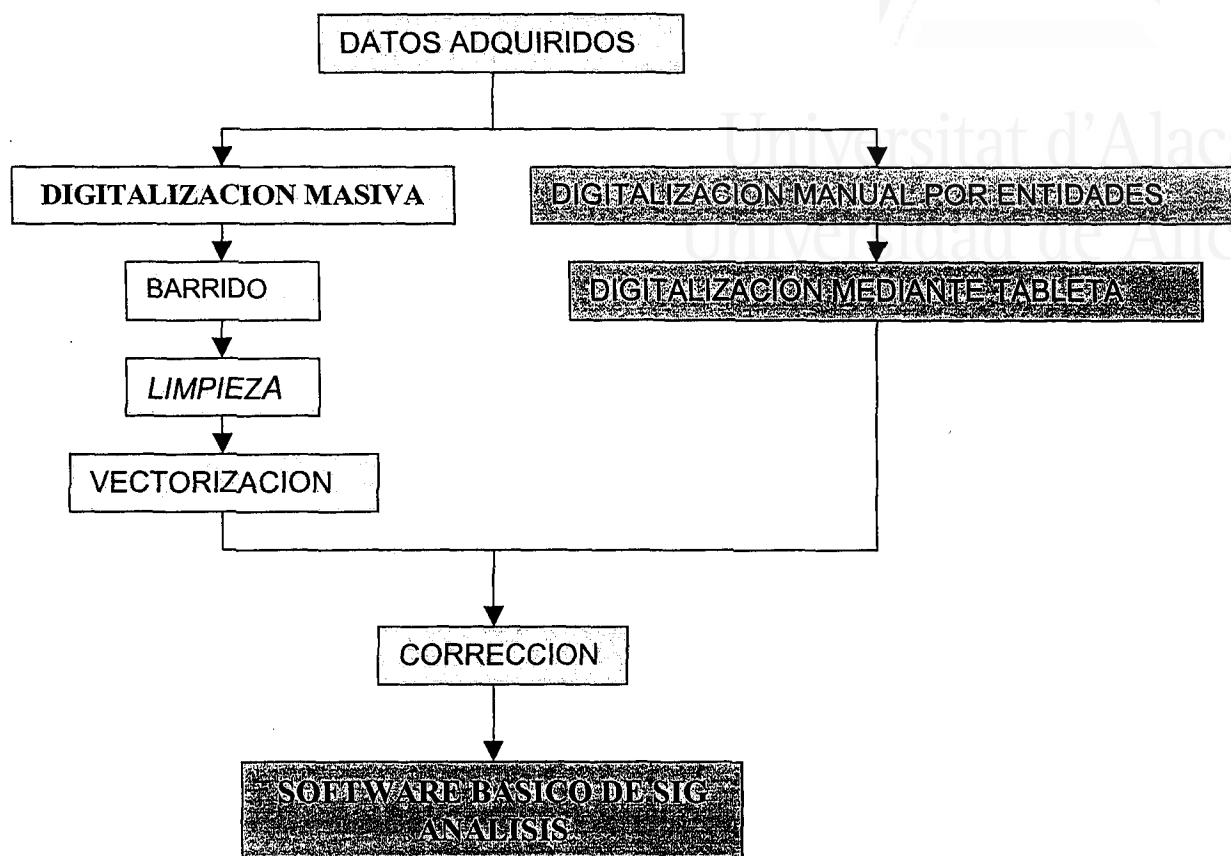 DATOS ADQUIRIDOS
Universitat d'Alac
DIGITALIZACION MASIVA
DIGITALIZACION MANUAL POR ENTIDADES
Universidad de Alic
BARRIDO
DIGITALIZACION MEDIANTE TABLETA
LIMPIEZA
VECTORIZACION
CORRECCION
SOFTWARE BASICO DE SIG
ANALISIS